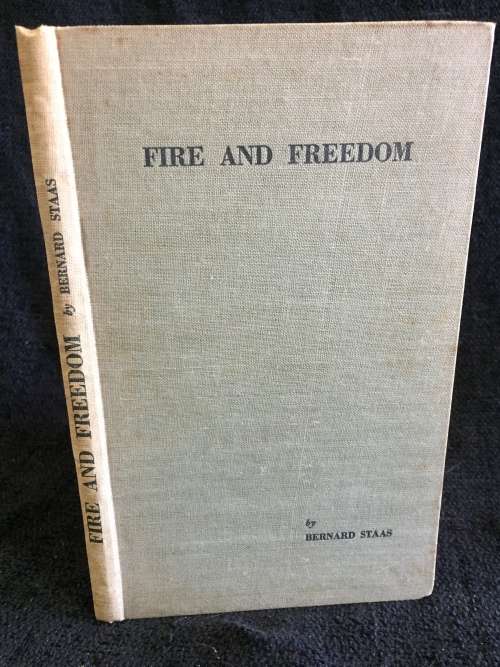 FIRE AND FREEDOM
by
BERNARD STAAS
FIRE AND FREEDOM by BERNARD STAAS